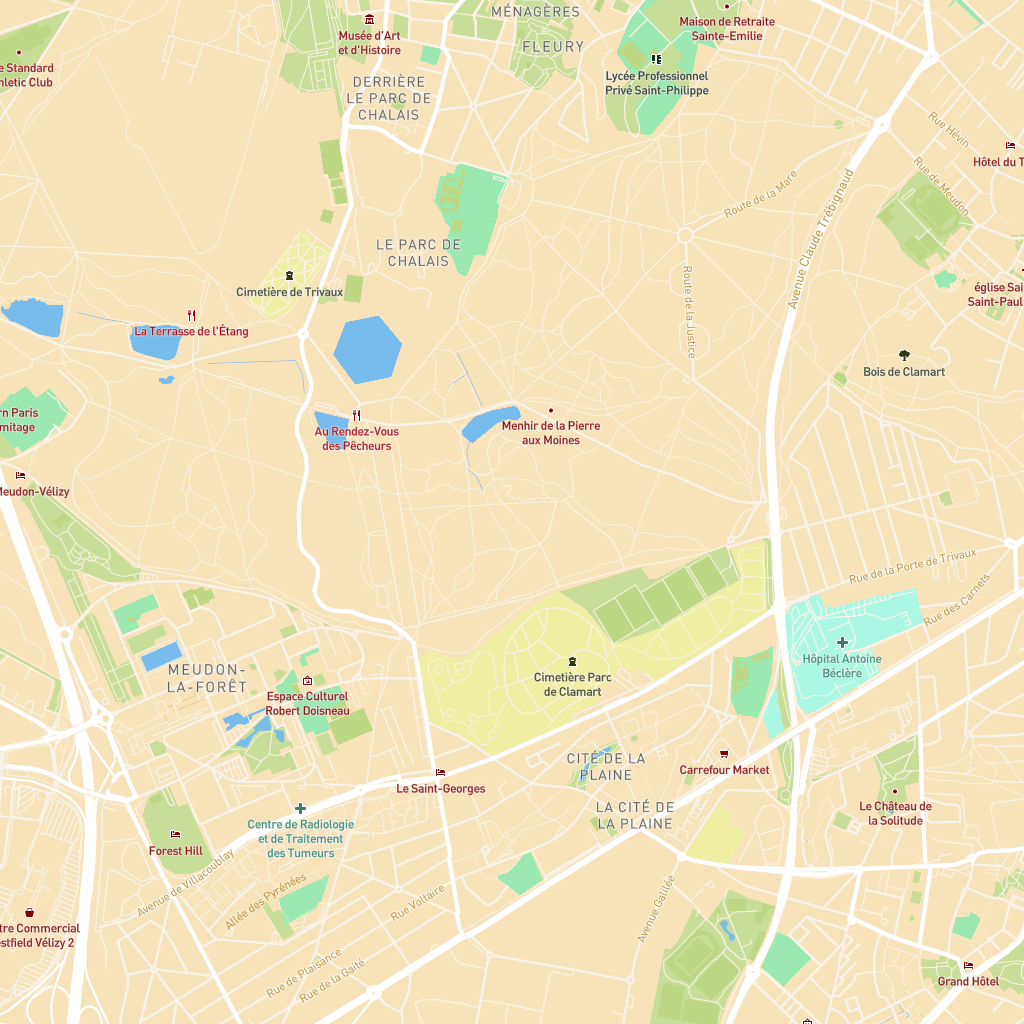 MÉNAGÈRES
FLEURY
Maison de Retraite
Sainte-Emilie
Musée d'Art
et d'Histoire
Standard
Club
DERRIÈRE
LE PARC DE
CHALAIS
Lycée Professionnel
Privé Saint-Philippe
Rue Hévin
Hôtel du
Rue de Meudon
Route de la Mare
Avenue Claude Trébignaud
LE PARC DE
CHALAIS
Cimetière de Trivaux
Route de la Justice
église
Saint-Paul
La Terrasse de l'Étang
Bois de Clamart
Paris
Au Rendez-Vous
des Pêcheurs
Menhir de la Pierre
aux Moines
Meudon-Vélizy
Rue de la Porte de Trivaux
Rue des Carnets
Hôpital Antoine
Béclère
MEUDON-
LA-FORÊT
Cimetière Parc
de Clamart
Espace Culturel
Robert Doisneau
CITÉ DE LA
PLAINE
Carrefour Market
Le Saint-Georges
LA CITÉ DE
LA PLAINE
Le Château de
la Solitude
Centre de Radiologie
et de Traitement
des Tumeurs
Forest Hill
Avenue de Villacoublay
Allée des Pyrénées
Rue Voltaire
Avenue Galilée
Commercial
Vélizy 2
Rue de Plaisance
Rue de la Gaîté
Grand Hôtel